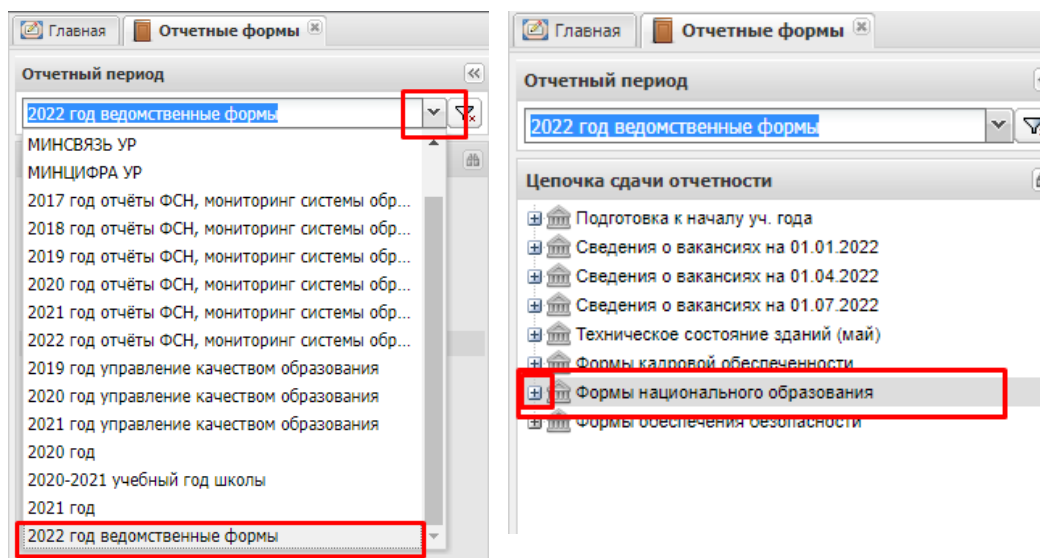 Главная
Отчетные формы
Отчетный период
2022 год ведомственные формы
МИНСВЯЗЬ УР
МИНЦИФРА УР
2017 год отчёты ФСН, мониторинг системы обр...
2018 год отчёты ФСН, мониторинг системы обр...
2019 год отчёты ФСН, мониторинг системы обр...
2020 год отчёты ФСН, мониторинг системы обр...
2021 год отчёты ФСН, мониторинг системы обр...
2022 год отчёты ФСН, мониторинг системы обр...
2019 год управление качеством образования
2020 год управление качеством образования
2021 год управление качеством образования
2020 год
2020-2021 учебный год школы
2021 год
2022 год ведомственные формы
Главная
Отчетные формы
Отчетный период
2022 год ведомственные формы
Цепочка сдачи отчетности
Подготовка к началу уч. года
Сведения о вакансиях на 01.01.2022
Сведения о вакансиях на 01.04.2022
Сведения о вакансиях на 01.07.2022
Техническое состояние зданий (май)
Формы кадровой обеспеченности
Формы национального образования
Формы обеспечения безопасности